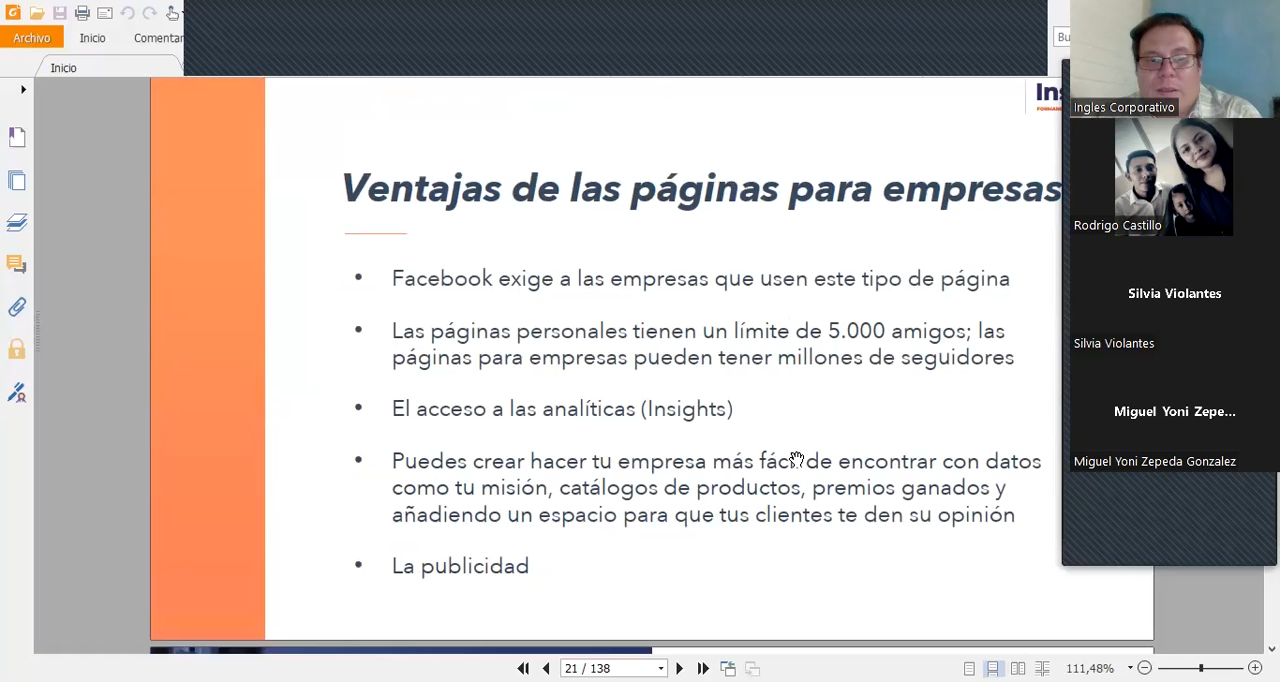 Archivo
Inicio
Comentar
Bu
Inicio
Ins
Ventajas de las páginas para empresas
• Facebook exige a las empresas que usen este tipo de página
• Las páginas personales tienen un límite de 5.000 amigos; las
páginas para empresas pueden tener millones de seguidores
• El acceso a las analíticas (Insights)
• Puedes crear hacer tu empresa más fácil de encontrar con datos
como tu misión, catálogos de productos, premios ganados y
añadiendo un espacio para que tus clientes te den su opinión
• La publicidad
Ingles Corporativo
Rodrigo Castillo
Silvia Violantes
Silvia Violantes
Miguel Yoni Zepe...
Miguel Yoni Zepeda Gonzalez
21 / 138
111,48%